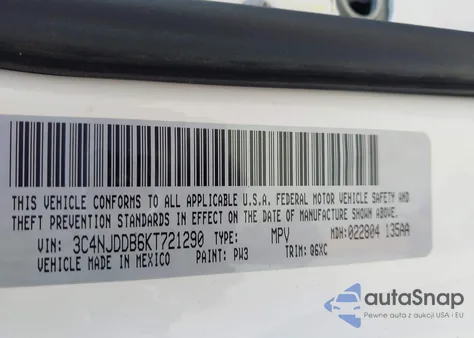 THIS VEHICLE CONFORMS TO ALL APPLICABLE U.S.A. FEDERAL MOTOR VEHICLE SAFETY AND
THEFT PREVENTION STANDARDS IN EFFECT ON THE DATE OF MANUFACTURE SHOWN ABOVE.
VIN: 3C4NJDDB6KT721290 TYPE: MPV MDH:022804 135AA
VEHICLE MADE IN MEXICO PAINT: PW3 TRIM: Q6XC
autoSnap
Pewne auta z aukcji USA i EU